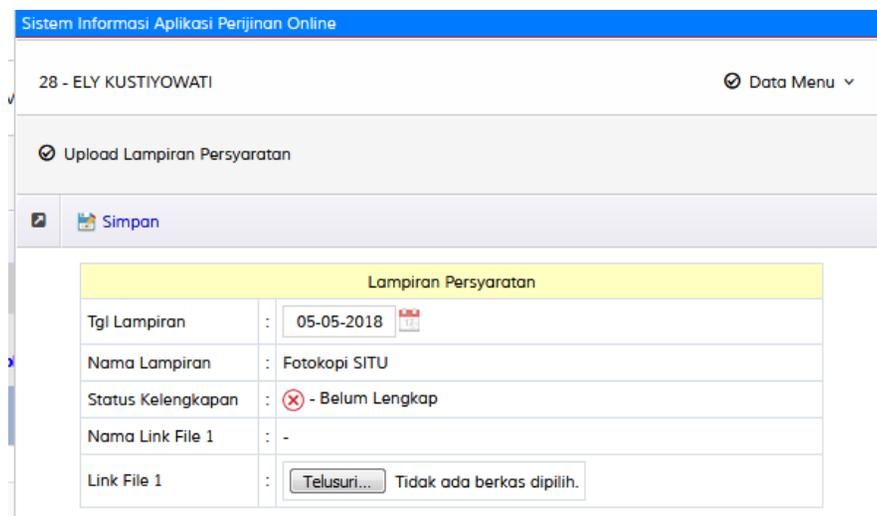 Sistem Informasi Aplikasi Perijinan Online
28 - ELY KUSTIYOWATI
Data Menu
Upload Lampiran Persyaratan
Simpan
Lampiran Persyaratan
Tgl Lampiran : 05-05-2018
Nama Lampiran : Fotokopi SITU
Status Kelengkapan : - Belum Lengkap
Nama Link File 1 : -
Link File 1 : Telusuri... Tidak ada berkas dipilih.